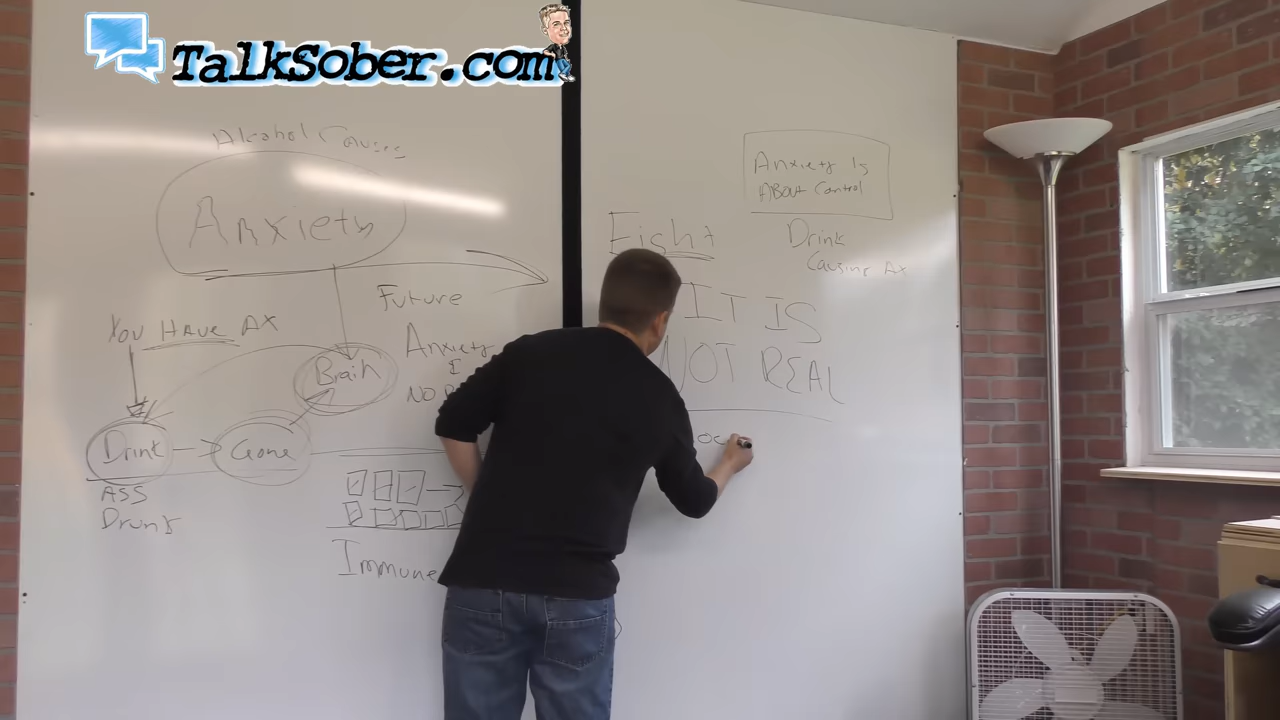 TalkSober.com
Alcohol Causes
Anxiety
Future
YOU HAVE AX
Brain
Anxiety
&
NO
Drink
Gone
ASS
Drunk
Immune
Anxiety Is
ABOUT Control
Fight
Drink
Causing Ax
IT IS
NOT REAL